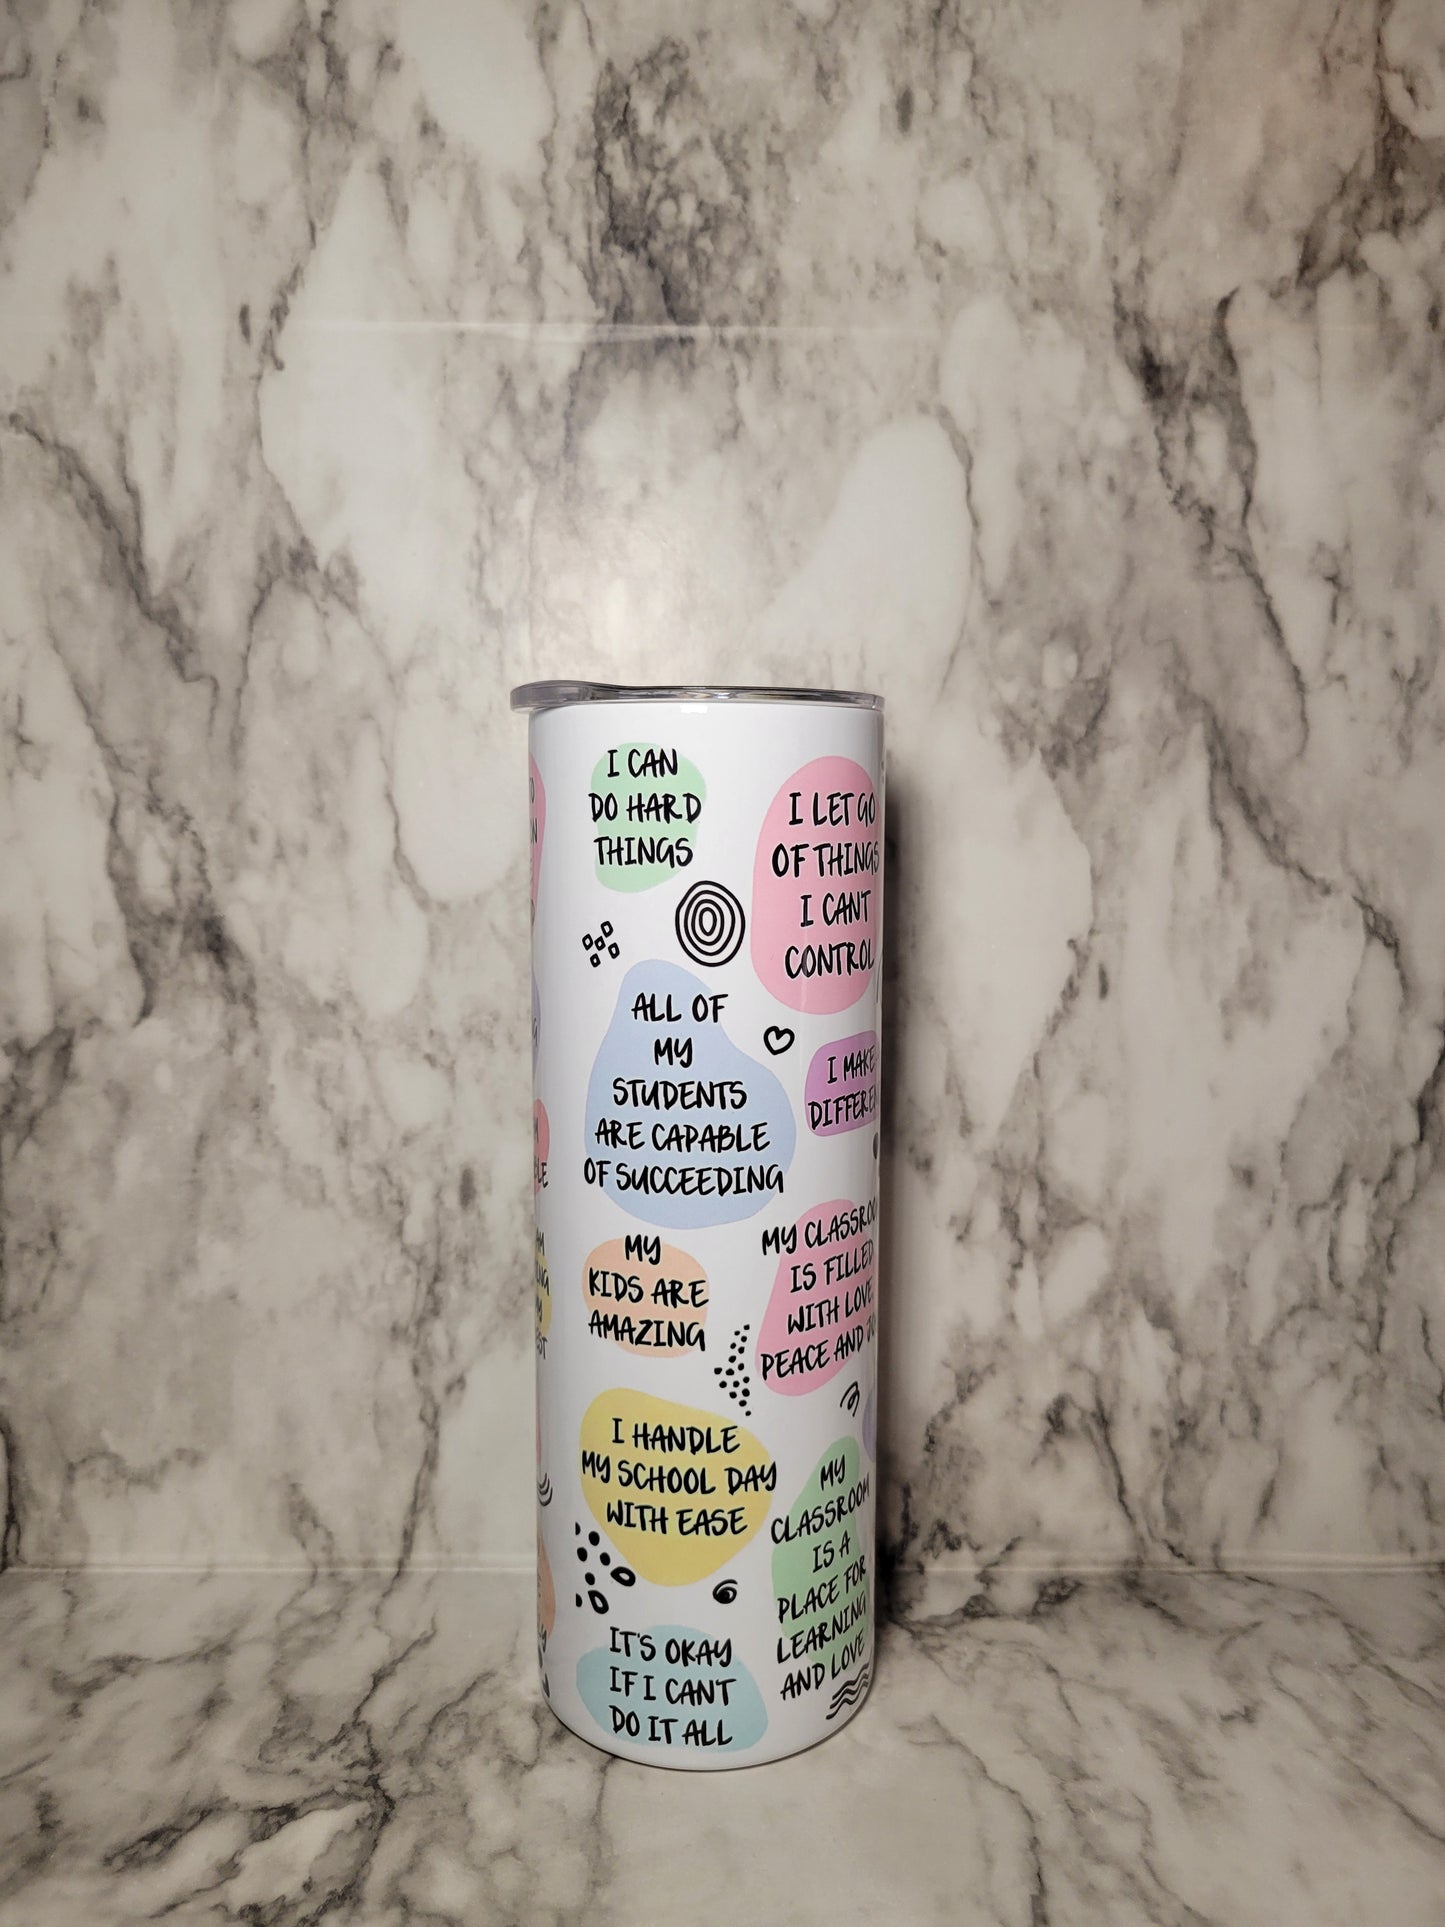 I CAN
DO HARD
THINGS
I LET GO
OF THINGS
I CAN'T
CONTROL
ALL OF
MY
STUDENTS
ARE CAPABLE
OF SUCCEEDING
I MAKE
MY
KIDS ARE
AMAZING
MY
IS FILLED
WITH LOVE,
PEACE AND
I HANDLE
MY SCHOOL DAY
WITH EASE
MY
CLASSROOM
IS A
PLACE FOR
LEARNING
AND LOVE
IT'S OKAY
IF I CAN'T
DO IT ALL